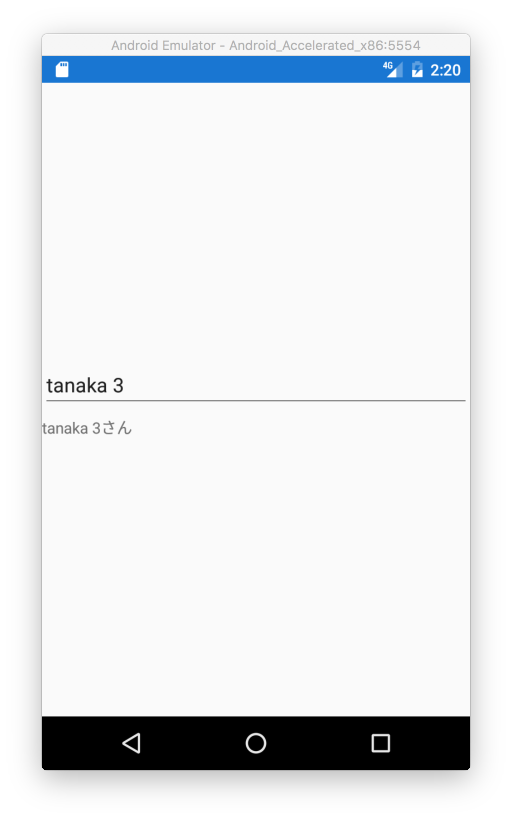 Android Emulator - Android_Accelerated_x86:5554
4G 2:20
tanaka 3
tanaka 3さん